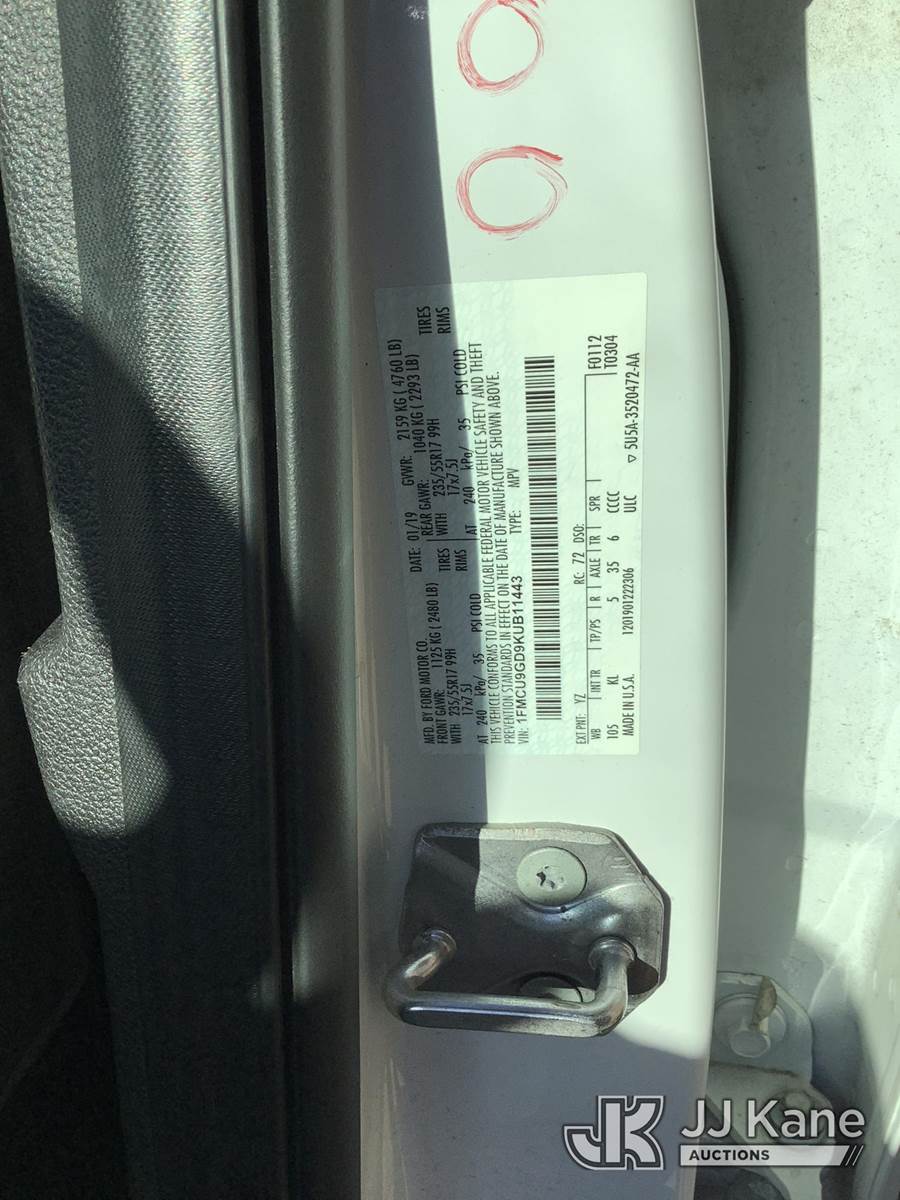 MFD. BY FORD MOTOR CO.
DATE: 01/19 GVWR: 2159 KG ( 4760 LB)
FRONT GAWR: 1125 KG ( 2480 LB) REAR GAWR: 1040 KG ( 2293 LB)
WITH 235/55R17 99H TIRES WITH 235/55R17 99H TIRES
17x7.5J RIMS 17x7.5J RIMS
AT 240 kPa/ 35 PSI COLD AT 240 kPa/ 35 PSI COLD
THIS VEHICLE CONFORMS TO ALL APPLICABLE FEDERAL MOTOR VEHICLE SAFETY AND THEFT
PREVENTION STANDARDS IN EFFECT ON THE DATE OF MANUFACTURE SHOWN ABOVE.
VIN: 1FMCU9GD9KUB11443 TYPE: MPV
EXT PNT: YZ RC: 72 DSO:
WB INT TR TP/PS R AXLE TR SPR F0112
105 KL 5 35 6 CCCC T0304
MADE IN U.S.A. 1201901222306 ULC ▽ 5U5A-3520472-AA
00
JK JJ Kane
AUCTIONS